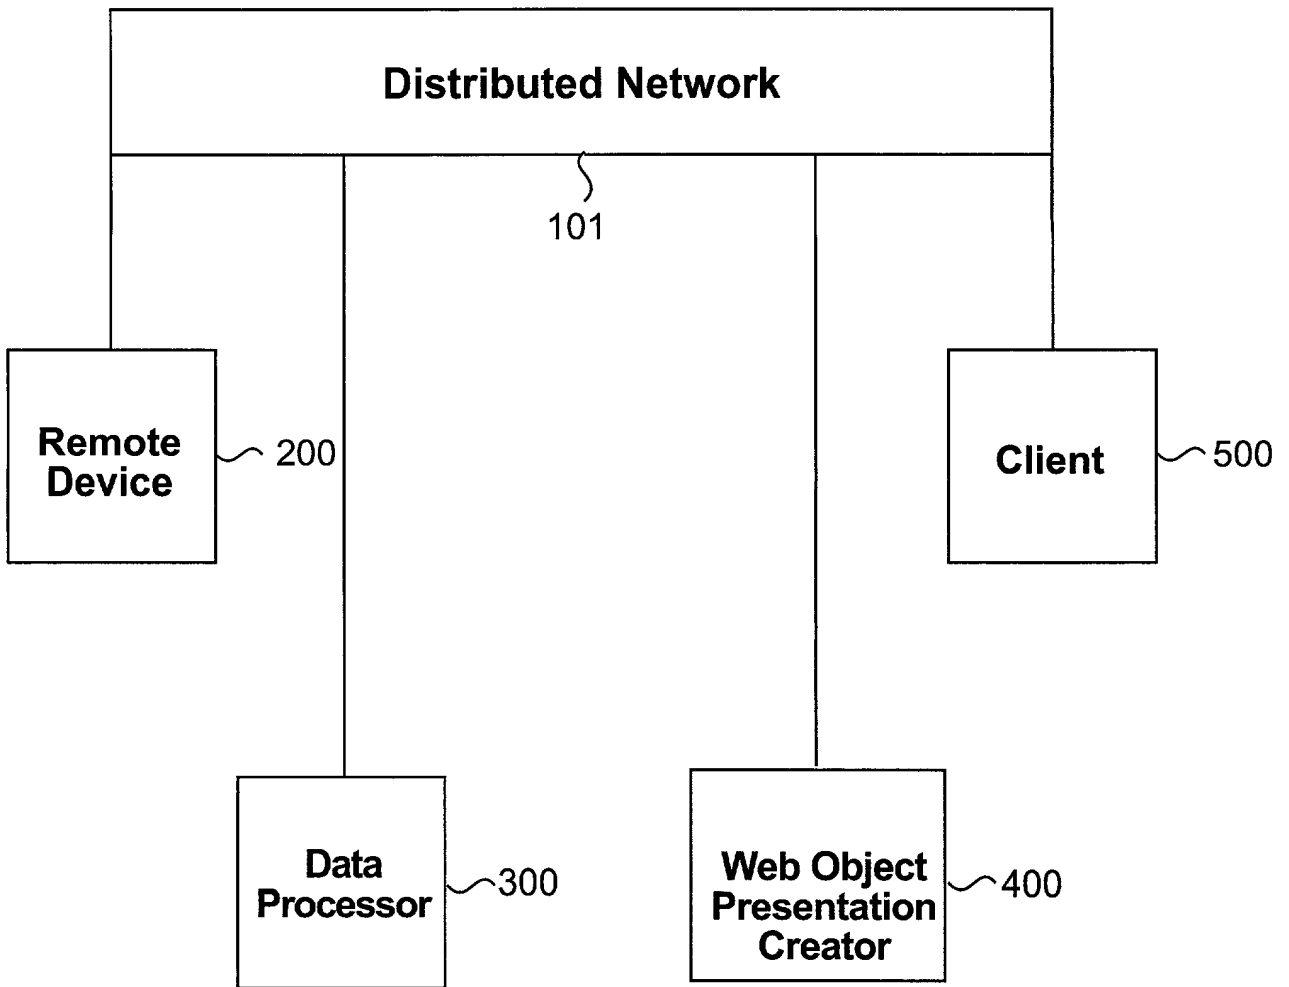 Distributed Network
101
Remote
Device
200
Client
500
Data
Processor
300
Web Object
Presentation
Creator
400